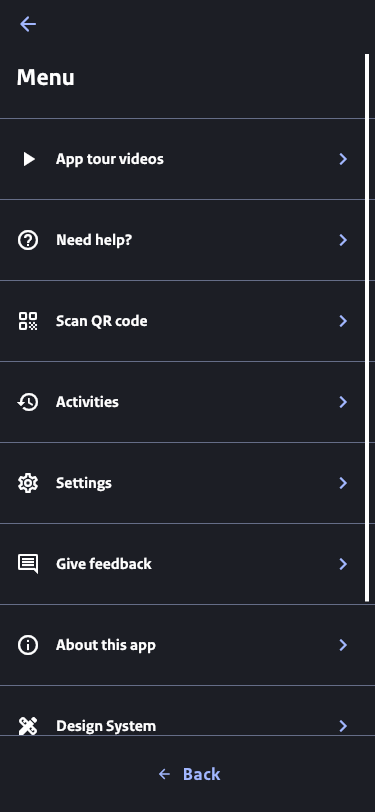 Menu
App tour videos
Need help?
Scan QR code
Activities
Settings
Give feedback
About this app
Design System
Back